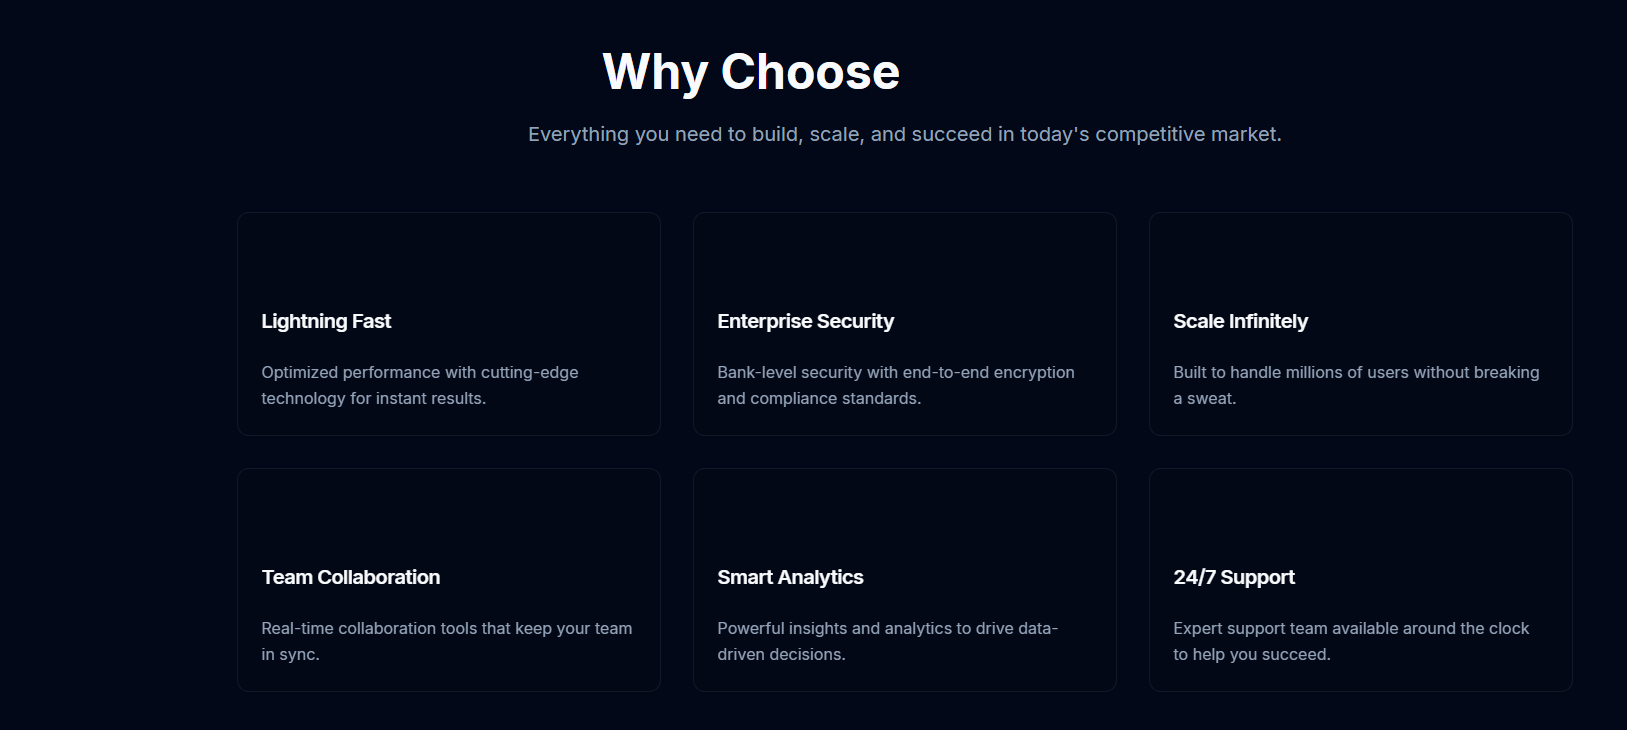 Why Choose
Everything you need to build, scale, and succeed in today's competitive market.
Lightning Fast
Optimized performance with cutting-edge
technology for instant results.
Enterprise Security
Bank-level security with end-to-end encryption
and compliance standards.
Scale Infinitely
Built to handle millions of users without breaking
a sweat.
Team Collaboration
Real-time collaboration tools that keep your team
in sync.
Smart Analytics
Powerful insights and analytics to drive data-
driven decisions.
24/7 Support
Expert support team available around the clock
to help you succeed.